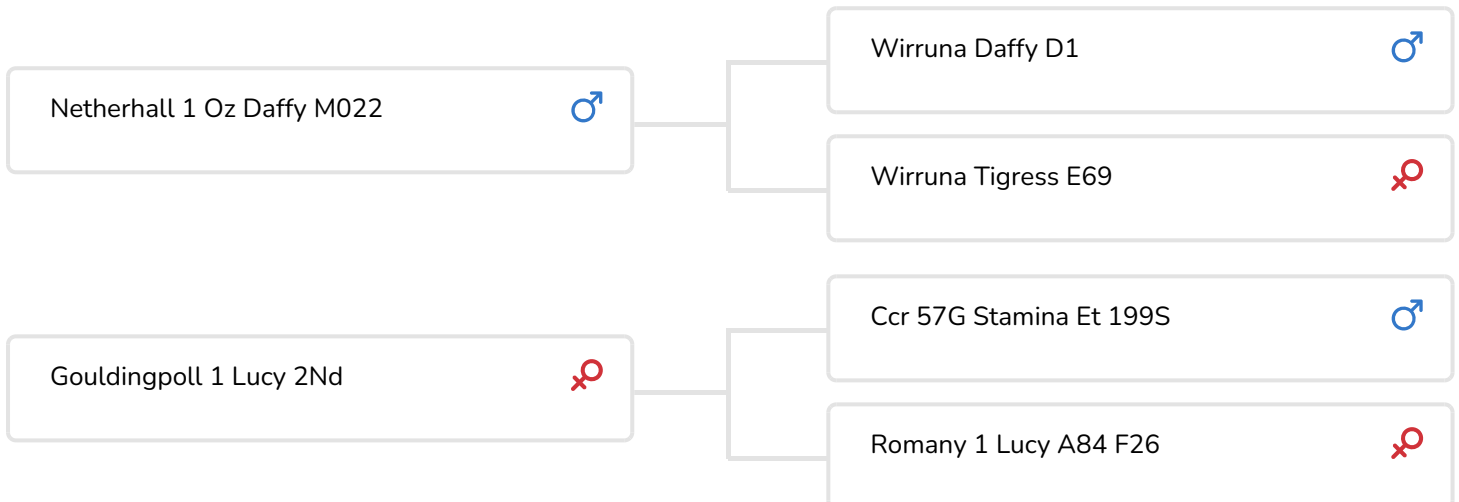 Wirruna Daffy D1
Netherhall 1 Oz Daffy M022
Wirruna Tigress E69
Ccr 57G Stamina Et 199S
Gouldingpoll 1 Lucy 2Nd
Romany 1 Lucy A84 F26